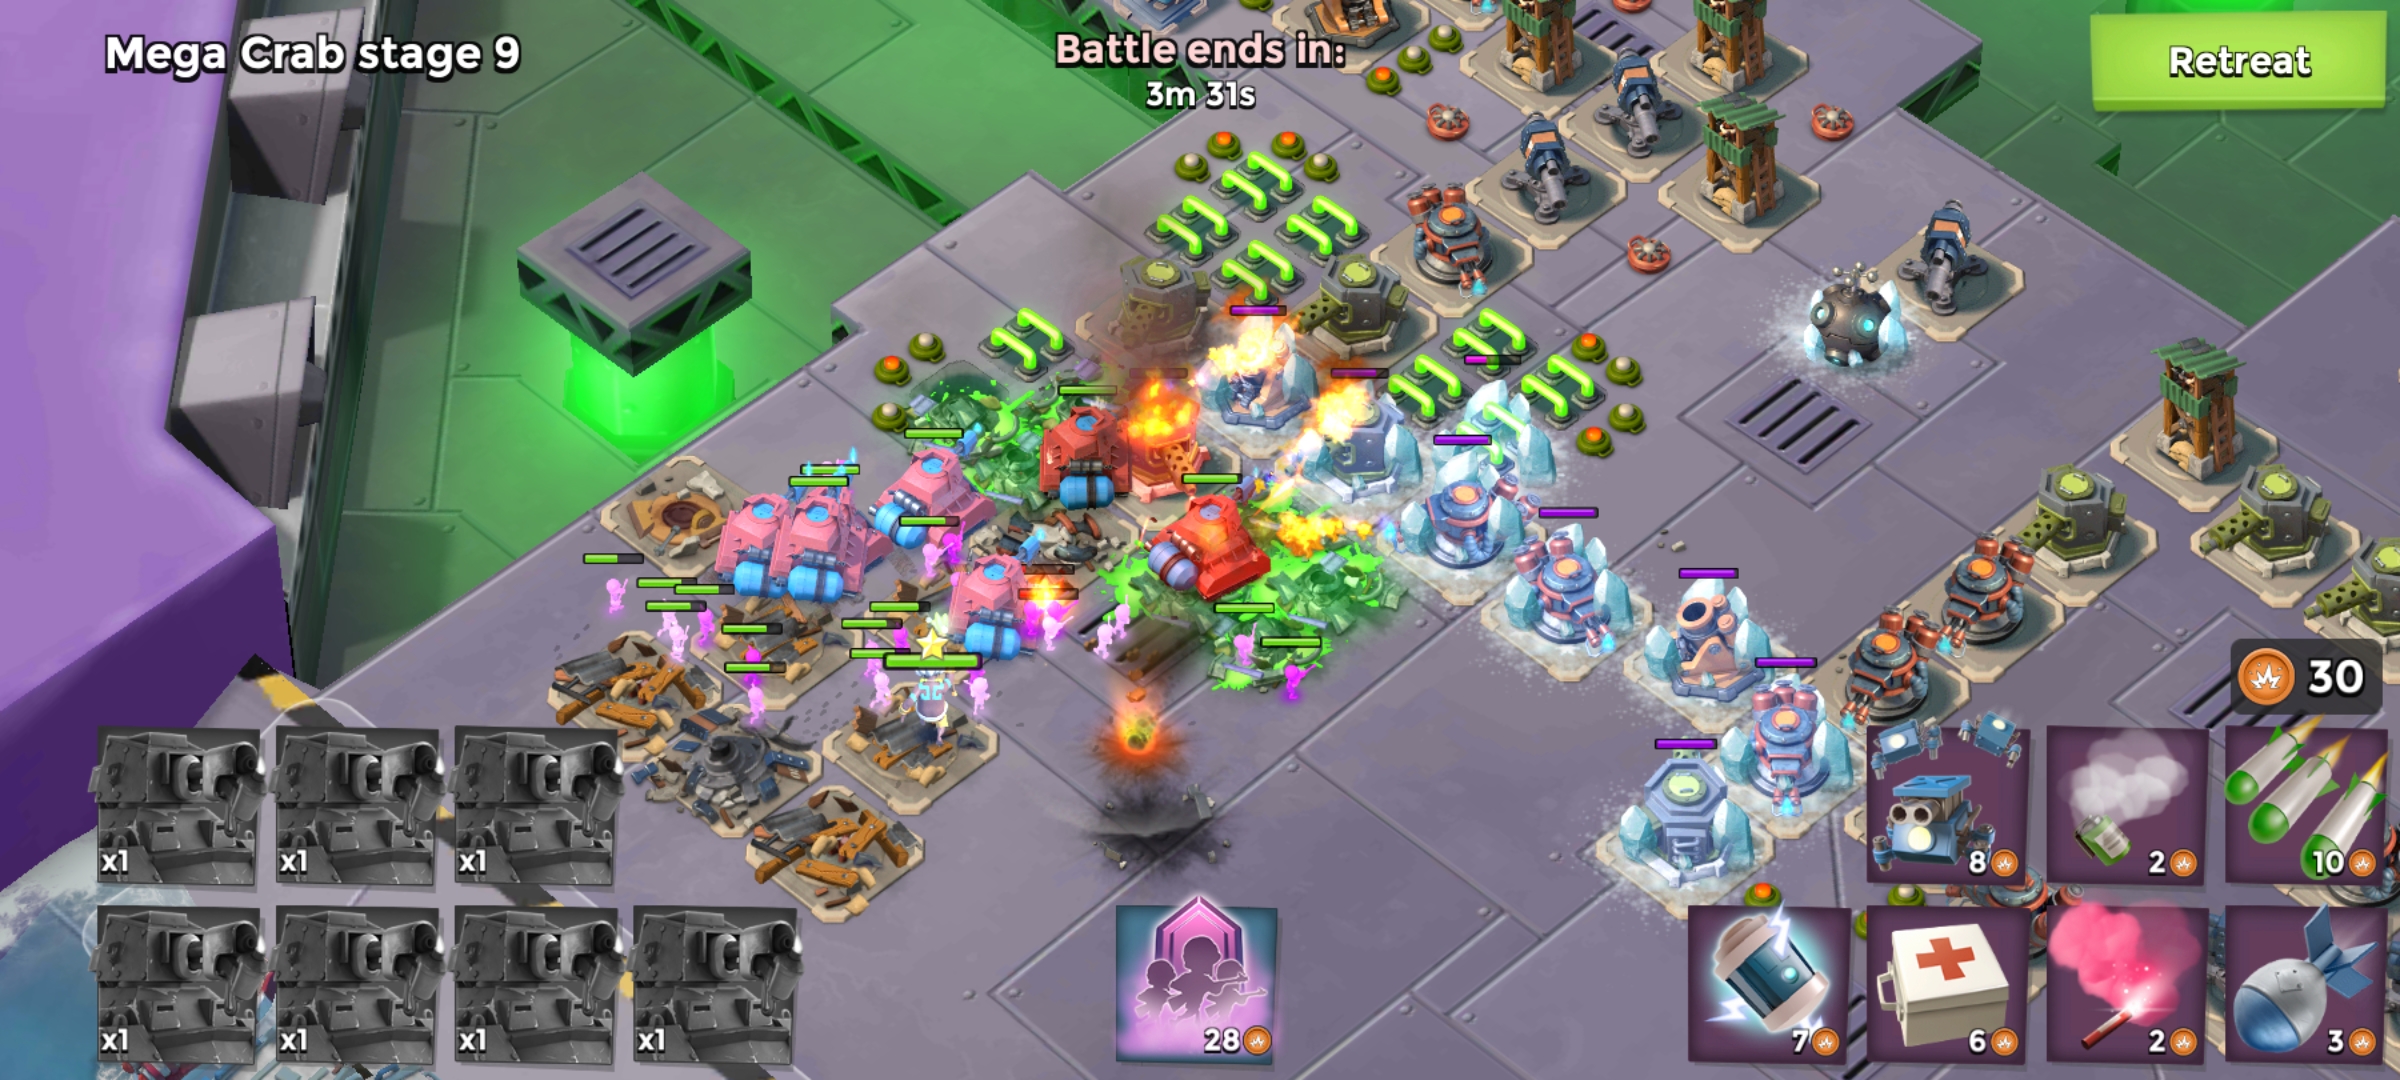 Mega Crab stage 9
Battle ends in:
3m 31s
Retreat
30
x1
x1
x1
8
2
10
x1
x1
x1
x1
28
7
6
2
3